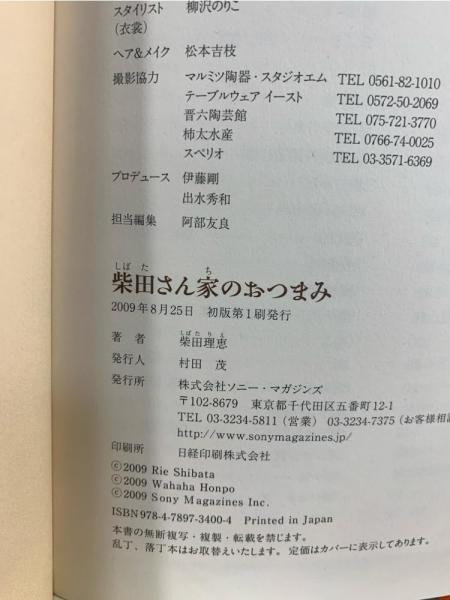 スタイリスト　柳沢のりこ
（衣裳）
ヘア&メイク　松本吉枝
撮影協力　マルミツ陶器・スタジオエム　TEL 0561-82-1010
テーブルウェア イースト　TEL 0572-50-2069
晋六陶芸館　TEL 075-721-3770
柿太水産　TEL 0766-74-0025
スペリオ　TEL 03-3571-6369
プロデュース　伊藤剛
出水秀和
担当編集　阿部友良
しば た　ち
柴田さん家のおつまみ
2009年8月25日　初版第1刷発行
しばたりえ
著　者　柴田理恵
発行人　村田 茂
発行所　株式会社ソニー・マガジンズ
〒102-8679　東京都千代田区五番町12-1
TEL 03-3234-5811（営業）　03-3234-7375（お客様相
http://www.sonymagazines.jp/
印刷所　日経印刷株式会社
©2009 Rie Shibata
©2009 Wahaha Honpo
©2009 Sony Magazines Inc.
ISBN978-4-7897-3400-4　Printed in Japan
本書の無断複写・複製・転載を禁じます。
乱丁、落丁本はお取替えいたします。定価はカバーに表示してあります。